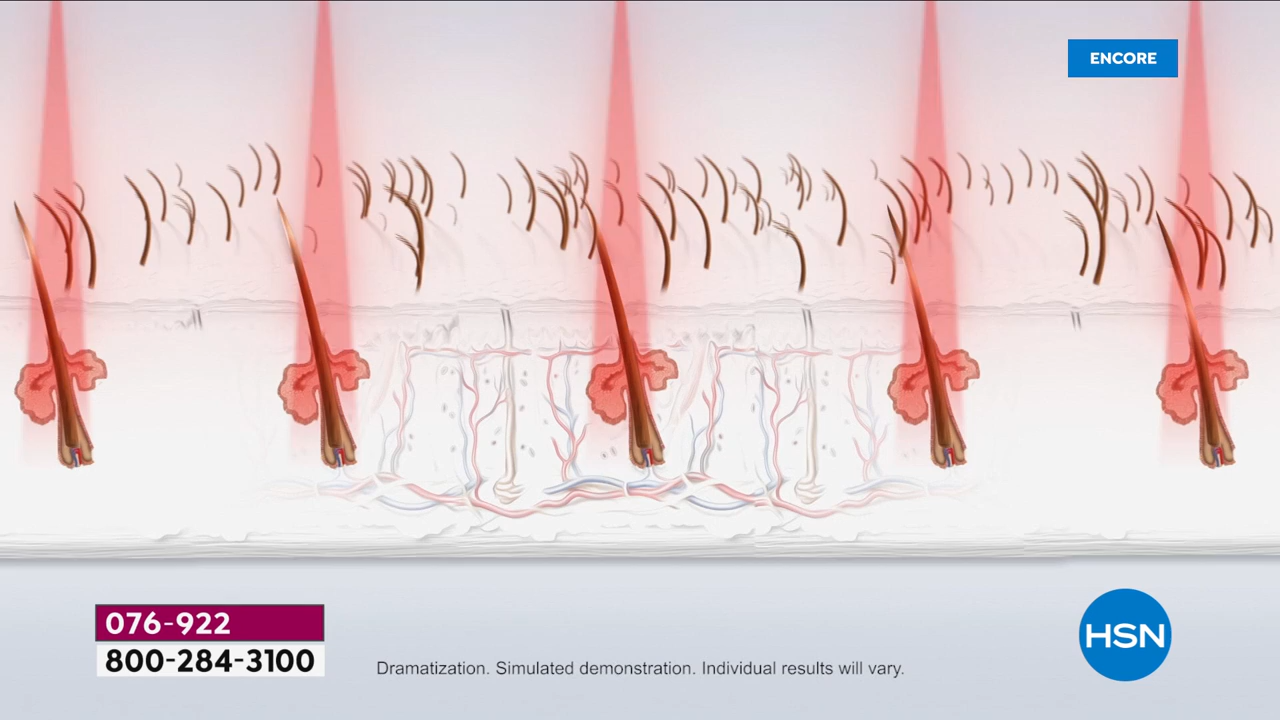 ENCORE
076-922
800-284-3100
Dramatization. Simulated demonstration. Individual results will vary.
HSN